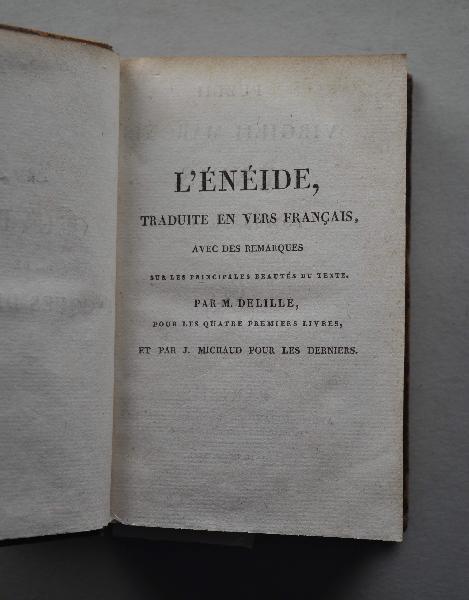 L'ÉNÉIDE,
TRADUITE EN VERS FRANÇAIS,
AVEC DES REMARQUES
SUR LES PRINCIPALES BEAUTÉS DU TEXTE.
PAR M. DELILLE,
POUR LES QUATRE PREMIERS LIVRES,
ET PAR J. MICHAUD POUR LES DERNIERS.